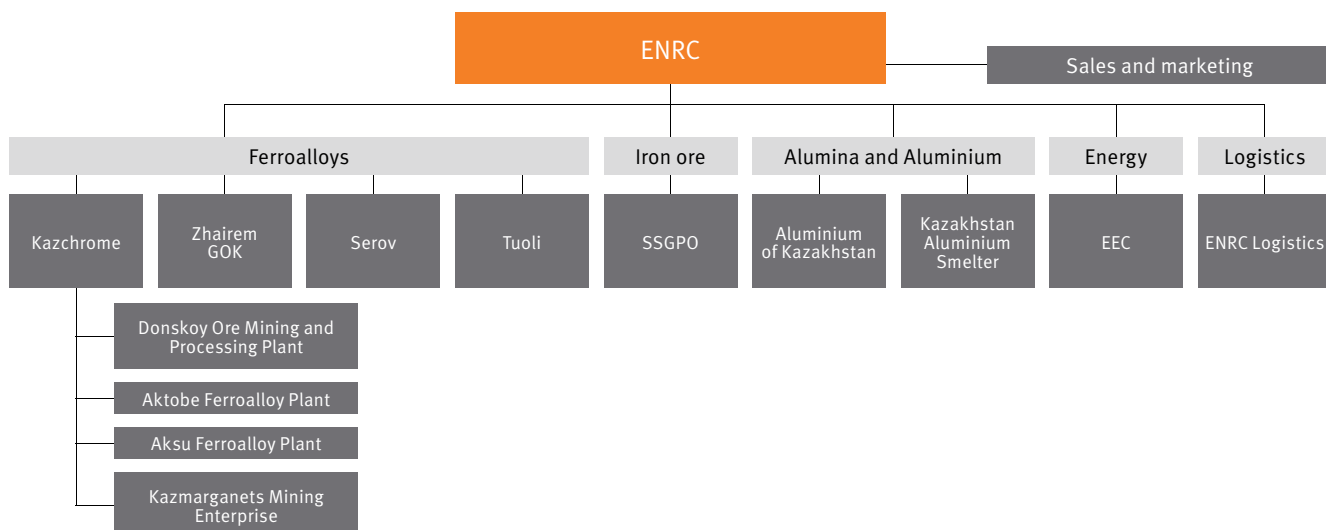 ENRC
Sales and marketing
Ferroalloys
Iron ore
Alumina and Aluminium
Energy
Logistics
Kazchrome
Zhairem
GOK
Serov
Tuoli
SSGPO
Aluminium
of Kazakhstan
Kazakhstan
Aluminium
Smelter
EEC
ENRC Logistics
Donskoy Ore Mining and
Processing Plant
Aktobe Ferroalloy Plant
Aksu Ferroalloy Plant
Kazmarganets Mining
Enterprise